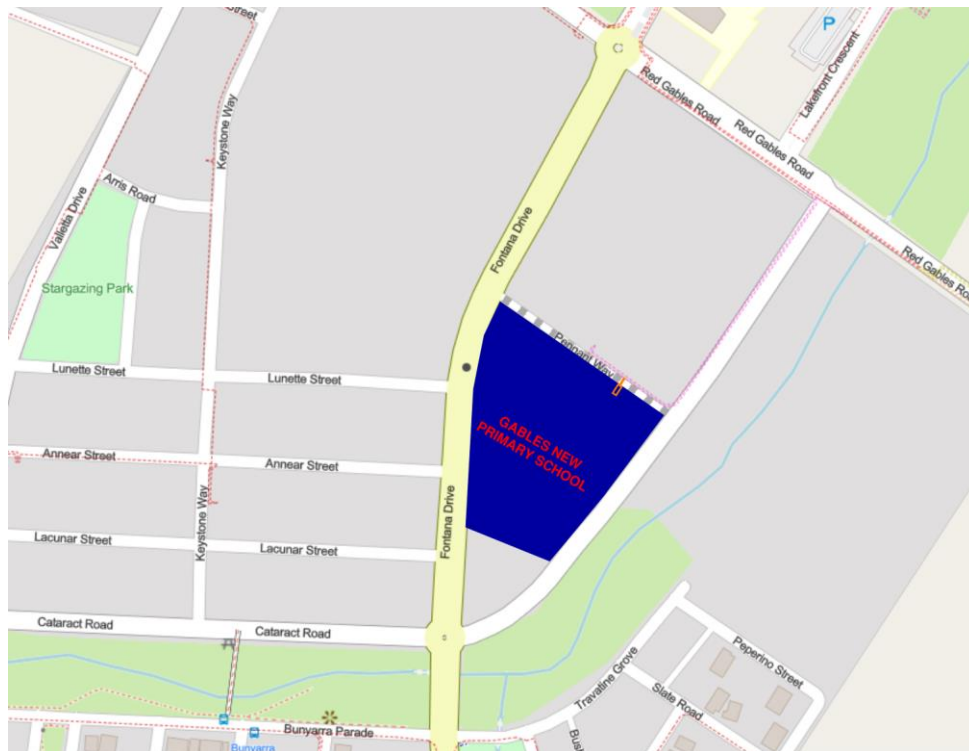 Street
P
Lakefront Crescent
Red Gables Road
Red Gables Road
Keystone Way
Arris Road
Valletta Drive
Fontana Drive
Red Gables Roa
Stargazing Park
Pennant Way
Lunette Street
Lunette Street
GABLES NEW
PRIMARY SCHOOL
Annear Street
Annear Street
Keystone Way
Fontana Drive
Lacunar Street
Lacunar Street
Cataract Road
Cataract Road
Peperino Street
Travatine Grove
Slate Road
Bunyarra Parade
Bush
Bunyarra